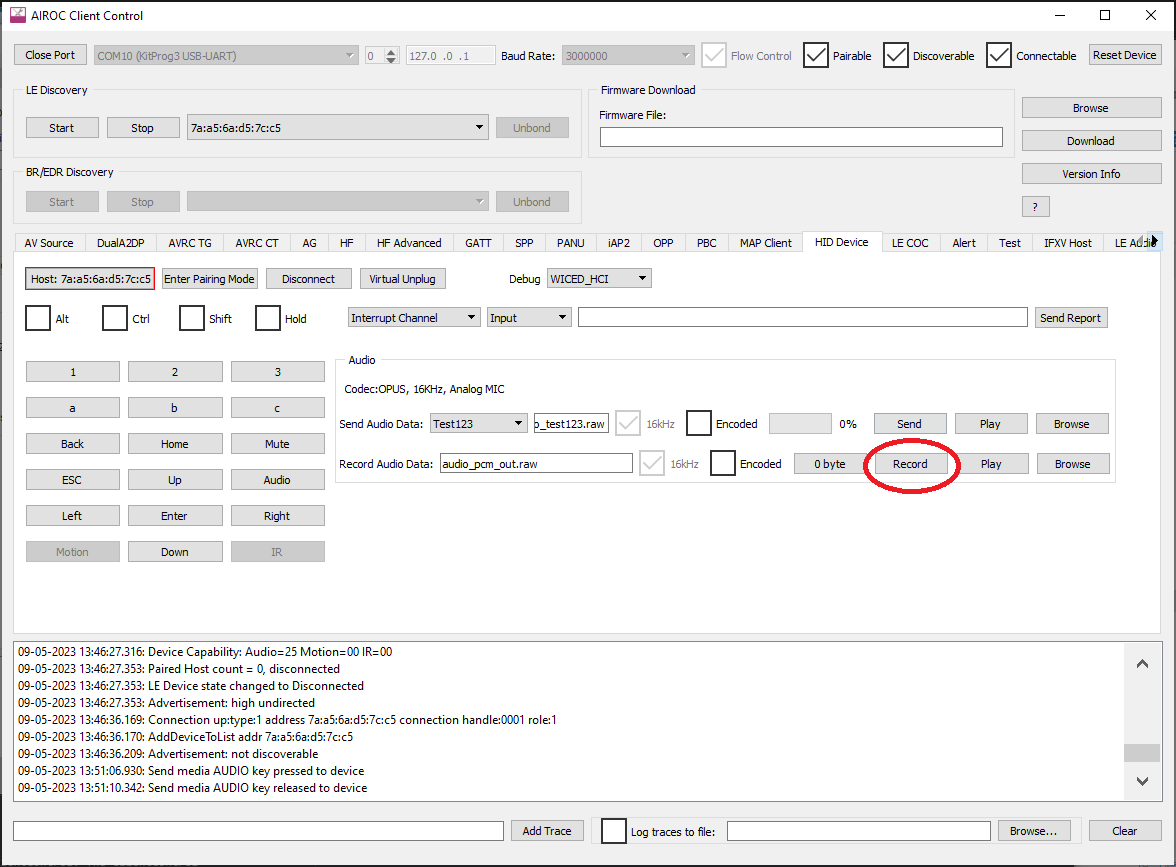 AIROC Client Control
Close Port COM10 (KitProg3 USB-UART) 0 127.0 .0 .1 Baud Rate: 3000000 Flow Control Pairable Discoverable Connectable Reset Device
LE Discovery
Start Stop 7a:a5:6a:d5:7c:c5 Unbond
Firmware Download
Firmware File:
Browse
Download
Version Info
?
BR/EDR Discovery
Start Stop Unbond
AV Source DualA2DP AVRC TG AVRC CT AG HF HF Advanced GATT SPP PANU iAP2 OPP PBC MAP Client HID Device LE COC Alert Test IFXV Host LE Audio
Host: 7a:a5:6a:d5:7c:c5 Enter Pairing Mode Disconnect Virtual Unplug Debug WICED_HCI
Alt Ctrl Shift Hold Interrupt Channel Input Send Report
1 2 3
a b c
Back Home Mute
ESC Up Audio
Left Enter Right
Motion Down IR
Audio
Codec:OPUS, 16KHz, Analog MIC
Send Audio Data: Test123 o_test123.raw 16kHz Encoded 0% Send Play Browse
Record Audio Data: audio_pcm_out.raw 16kHz Encoded 0 byte Record Play Browse
09-05-2023 13:46:27.316: Device Capability: Audio=25 Motion=00 IR=00
09-05-2023 13:46:27.353: Paired Host count = 0, disconnected
09-05-2023 13:46:27.353: LE Device state changed to Disconnected
09-05-2023 13:46:27.353: Advertisement: high undirected
09-05-2023 13:46:36.169: Connection up:type:1 address 7a:a5:6a:d5:7c:c5 connection handle:0001 role:1
09-05-2023 13:46:36.170: AddDeviceToList addr 7a:a5:6a:d5:7c:c5
09-05-2023 13:46:36.209: Advertisement: not discoverable
09-05-2023 13:51:06.930: Send media AUDIO key pressed to device
09-05-2023 13:51:10.342: Send media AUDIO key released to device
Add Trace Log traces to file: Browse... Clear